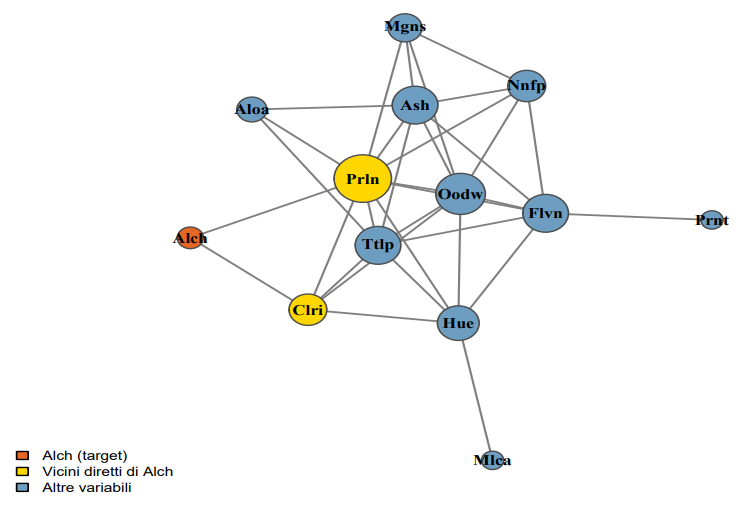 Mgns
Nnfp
Ash
Aloa
Prln
Oodw
Flvn
Prnt
Alch
Ttlp
Clri
Hue
Mlca
Alch (target)
Vicini diretti di Alch
Altre variabili